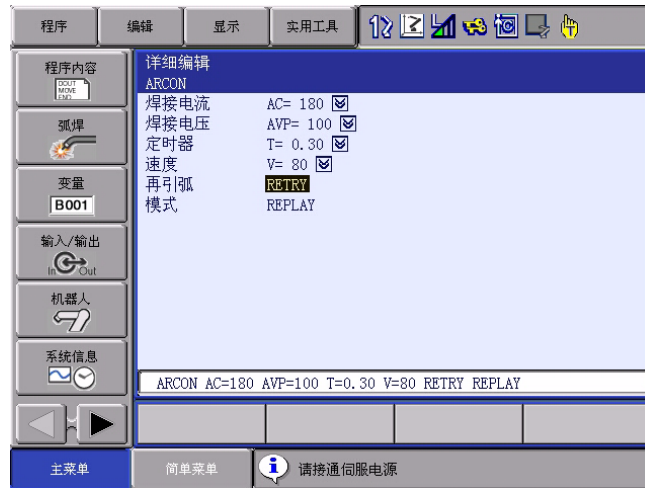 程序 编辑 显示 实用工具
程序内容
DOUT
MOVE
END
弧焊
变量
B001
输入/输出
In Out
机器人
系统信息
详细编辑
ARCON
焊接电流 AC= 180
焊接电压 AVP= 100
定时器 T= 0.30
速度 V= 80
再引弧 RETRY
模式 REPLAY
ARCON AC=180 AVP=100 T=0.30 V=80 RETRY REPLAY
主菜单 简单菜单 请接通伺服电源